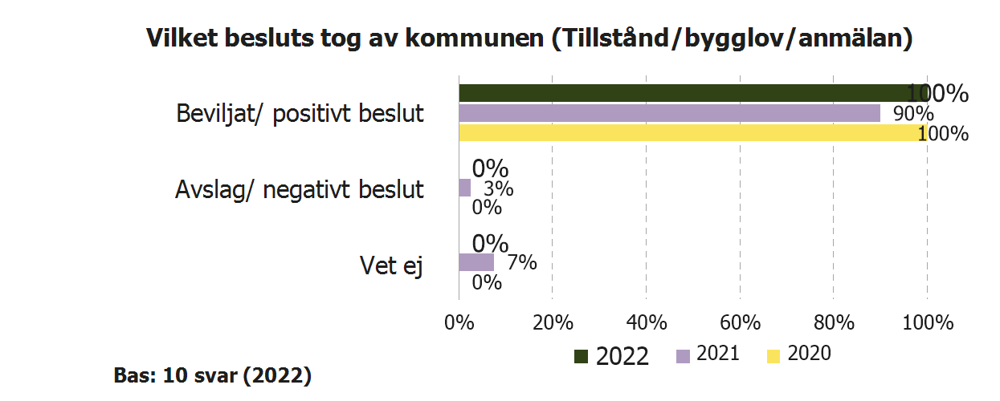 Vilket besluts tog av kommunen (Tillstånd/bygglov/anmälan)
Beviljat/ positivt beslut
100%
90%
100%
Avslag/ negativt beslut
0%
3%
0%
Vet ej
0%
7%
0%
0% 20% 40% 60% 80% 100%
2022 2021 2020
Bas: 10 svar (2022)